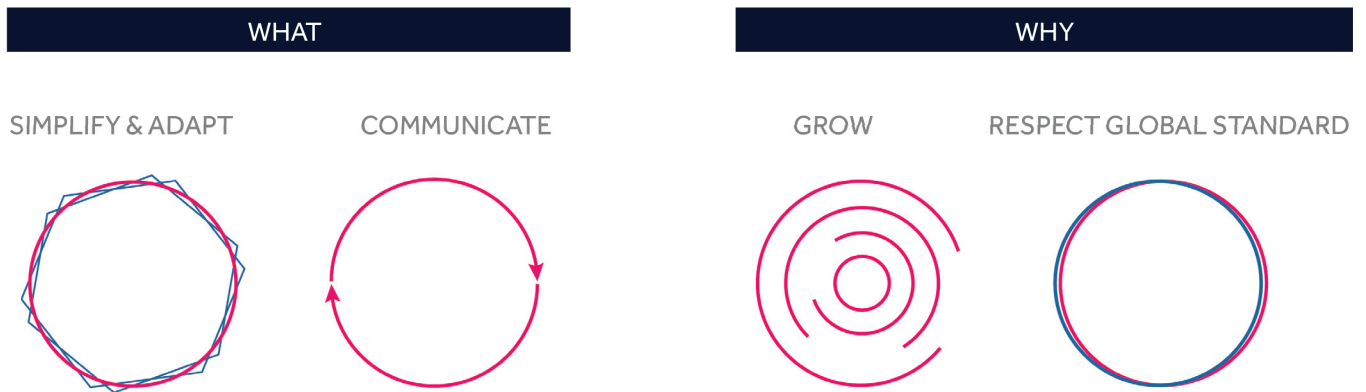 WHAT
WHY
SIMPLIFY & ADAPT
COMMUNICATE
GROW
RESPECT GLOBAL STANDARD